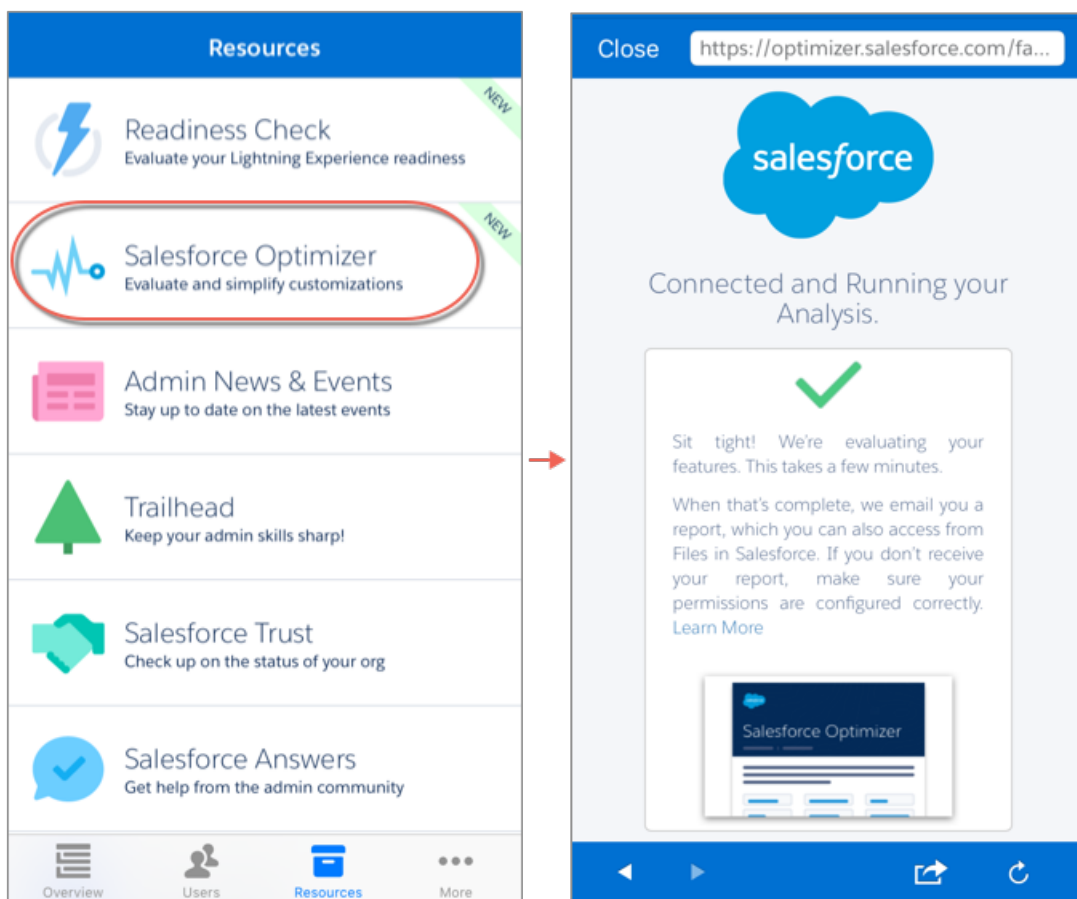 Resources
NEW
Readiness Check
Evaluate your Lightning Experience readiness
NEW
Salesforce Optimizer
Evaluate and simplify customizations
Admin News & Events
Stay up to date on the latest events
Trailhead
Keep your admin skills sharp!
Salesforce Trust
Check up on the status of your org
Salesforce Answers
Get help from the admin community
Overview
Users
Resources
More
Close
https://optimizer.salesforce.com/fa...
salesforce
Connected and Running your
Analysis.
Sit tight! We're evaluating your
features. This takes a few minutes.
When that's complete, we email you a
report, which you can also access from
Files in Salesforce. If you don't receive
your report, make sure your
permissions are configured correctly.
Learn More
Salesforce Optimizer